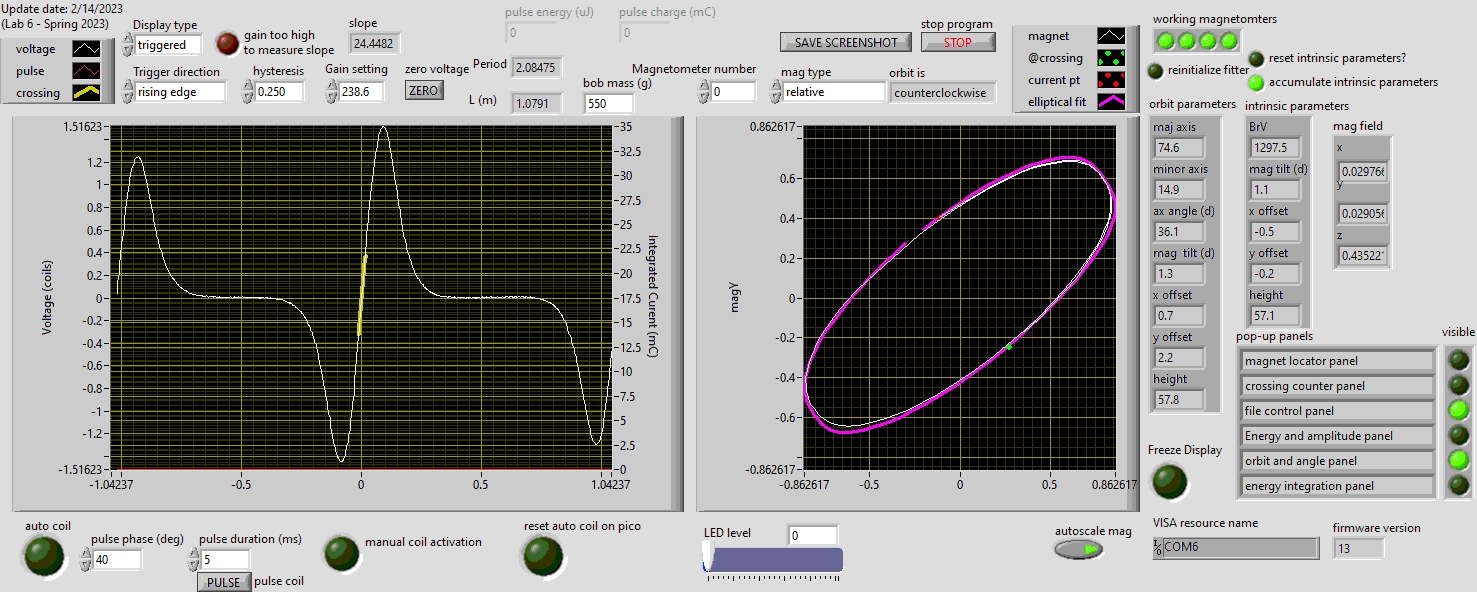 Update date: 2/14/2023
(Lab 6 - Spring 2023)
voltage
pulse
crossing
Display type
triggered
gain too high
to measure slope
slope
24.4482
Trigger direction
rising edge
hysteresis
0.250
Gain setting
238.6
zero voltage
ZERO
pulse energy (uJ)
0
pulse charge (mC)
0
Period
2.08475
L (m)
1.0791
bob mass (g)
550
SAVE SCREENSHOT
stop program
STOP
Magnetometer number
0
mag type
relative
orbit is
counterclockwise
magnet
@crossing
current pt
elliptical fit
working magnetomters
reinitialize fitter
reset intrinsic parameters?
accumulate intrinsic parameters
orbit parameters
maj axis
74.6
minor axis
14.9
ax angle (d)
36.1
mag tilt (d)
1.3
x offset
0.7
y offset
2.2
height
57.8
intrinsic parameters
BrV
1297.5
mag tilt (d)
1.1
x offset
-0.5
y offset
-0.2
height
57.1
mag field
x
0.02976
y
0.02905
z
0.43522
Voltage (coils)
1.51623
1.2
1
0.8
0.6
0.4
0.2
0
-0.2
-0.4
-0.6
-0.8
-1
-1.2
-1.51623
-1.04237
-0.5
0
0.5
1.04237
35
32.5
30
27.5
25
22.5
20
17.5
15
12.5
10
7.5
5
2.5
0
Integrated Curent (mC)
magY
0.862617
0.6
0.4
0.2
0
-0.2
-0.4
-0.6
-0.862617
-0.862617
-0.5
0
0.5
0.862617
pop-up panels
visible
magnet locator panel
crossing counter panel
file control panel
Energy and amplitude panel
orbit and angle panel
energy integration panel
Freeze Display
auto coil
pulse phase (deg)
40
pulse duration (ms)
5
PULSE
pulse coil
manual coil activation
reset auto coil on pico
LED level
0
autoscale mag
VISA resource name
COM6
firmware version
13